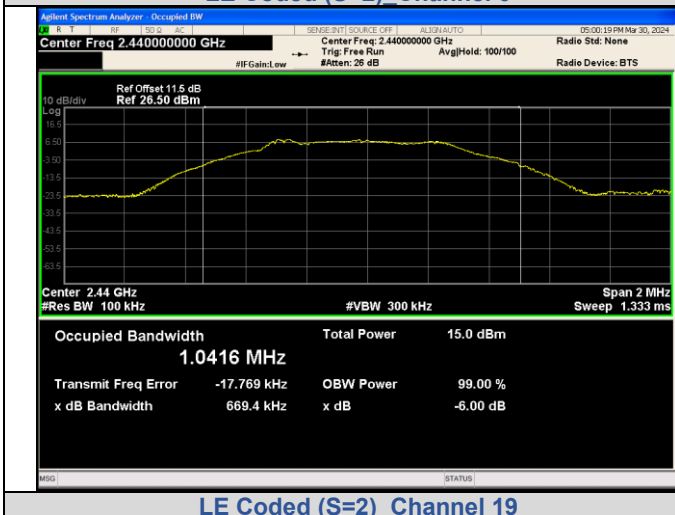 Agilent Spectrum Analyzer - Occupied BW
R T RF 50 Ω AC SENSE:INT SOURCE OFF ALIGN AUTO 05:00:19 PM Mar 30, 2024
Center Freq 2.440000000 GHz Center Freq: 2.440000000 GHz Radio Std: None
Trig: Free Run Avg|Hold: 100/100
#IFGain:Low #Atten: 26 dB Radio Device: BTS
Ref Offset 11.5 dB
10 dB/div Ref 26.50 dBm
Log
16.5
6.50
-3.50
-13.5
-23.5
-33.5
-43.5
-53.5
-63.5
Center 2.44 GHz Span 2 MHz
#Res BW 100 kHz #VBW 300 kHz Sweep 1.333 ms
Occupied Bandwidth Total Power 15.0 dBm
1.0416 MHz
Transmit Freq Error -17.769 kHz OBW Power 99.00 %
x dB Bandwidth 669.4 kHz x dB -6.00 dB
MSG STATUS
LE Coded (S=2)_Channel 19